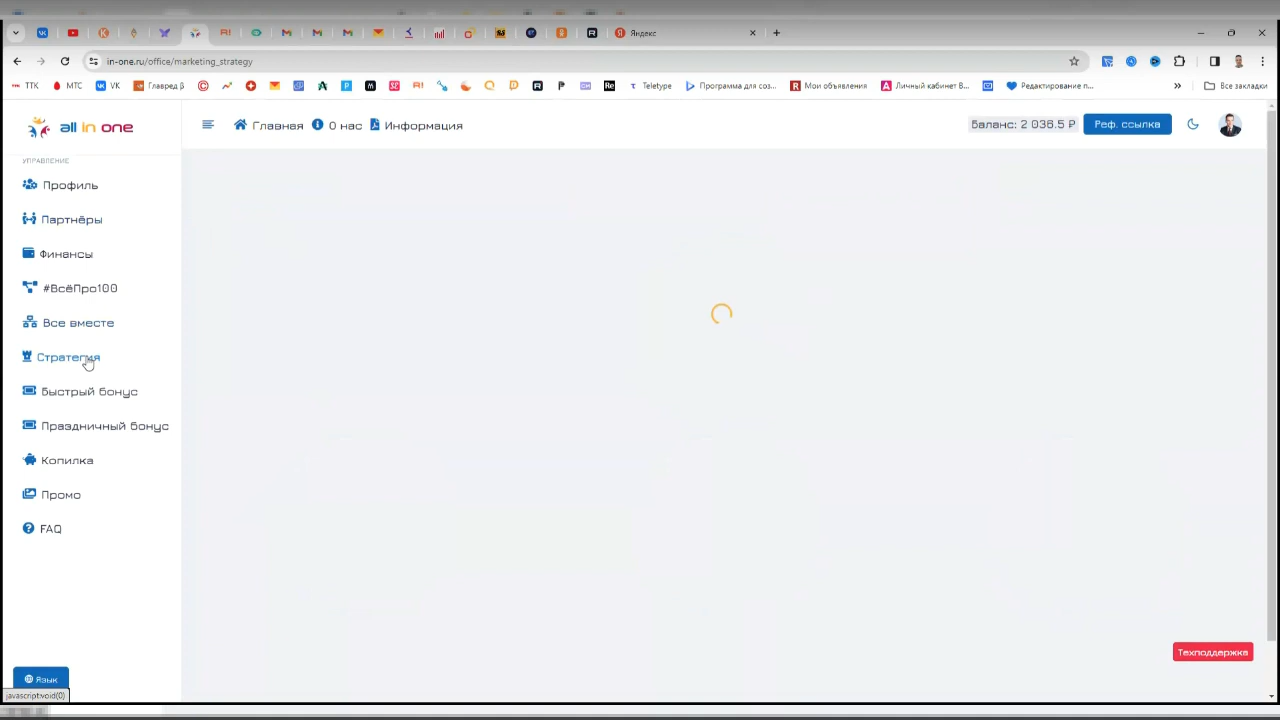 Яндекс
in-one.ru/office/marketing_strategy
ТТК
МТС
VK
Главред β
Teletype
Программа для соз...
Мои объявления
Личный кабинет В...
Редактирование п...
Все закладки
all in one
Главная
О нас
Информация
Баланс: 2 036.5 ₽
Реф. ссылка
УПРАВЛЕНИЕ
Профиль
Партнёры
Финансы
#ВсёПро100
Все вместе
Стратегия
Быстрый бонус
Праздничный бонус
Копилка
Промо
FAQ
Техподдержка
Язык
javascript:void(0)